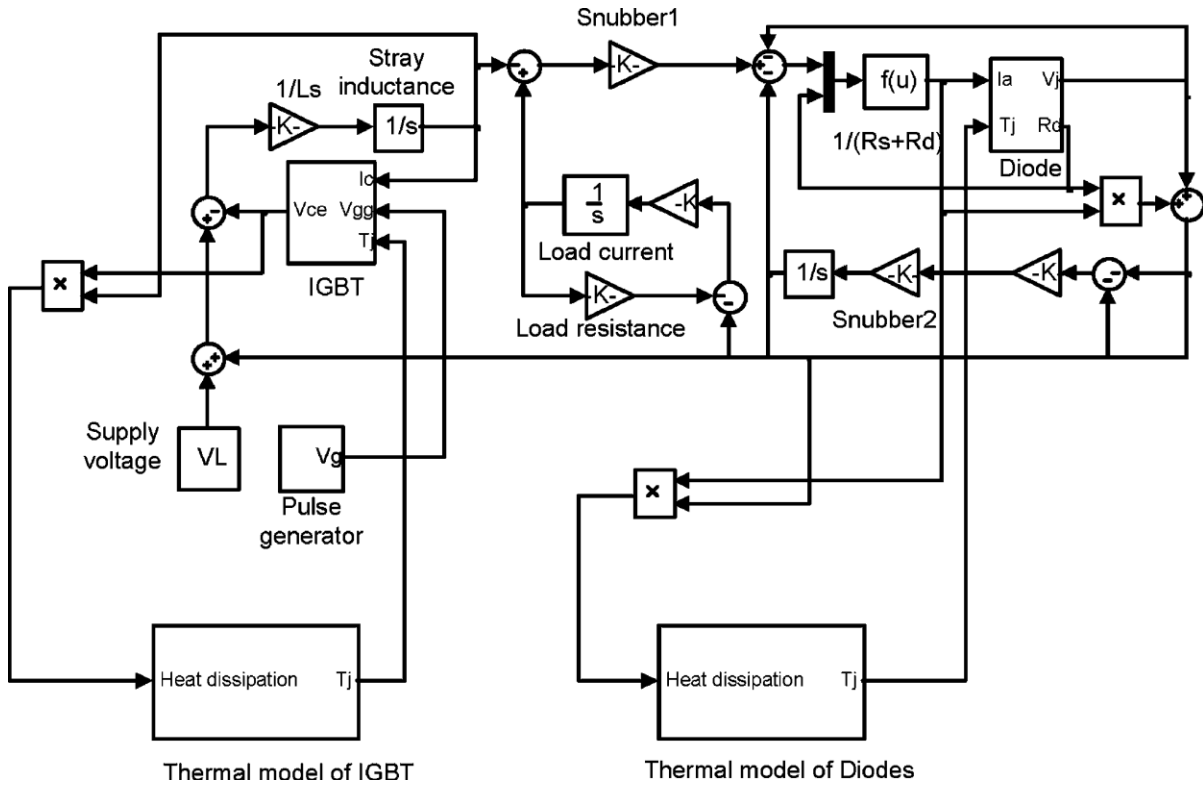 Snubber1
Stray
inductance
1/Ls
-K-
-K-
1/s
f(u)
Ia
Vj
Tj
Rd
1/(Rs+Rd)
Diode
Ic
Vce
Vgg
Tj
IGBT
1
s
-K
Load current
×
×
-K-
Load resistance
1/s
-K-
-K
Snubber2
Supply
voltage
VL
Vg
Pulse
generator
×
Heat dissipation
Tj
Heat dissipation
Tj
Thermal model of IGBT
Thermal model of Diodes